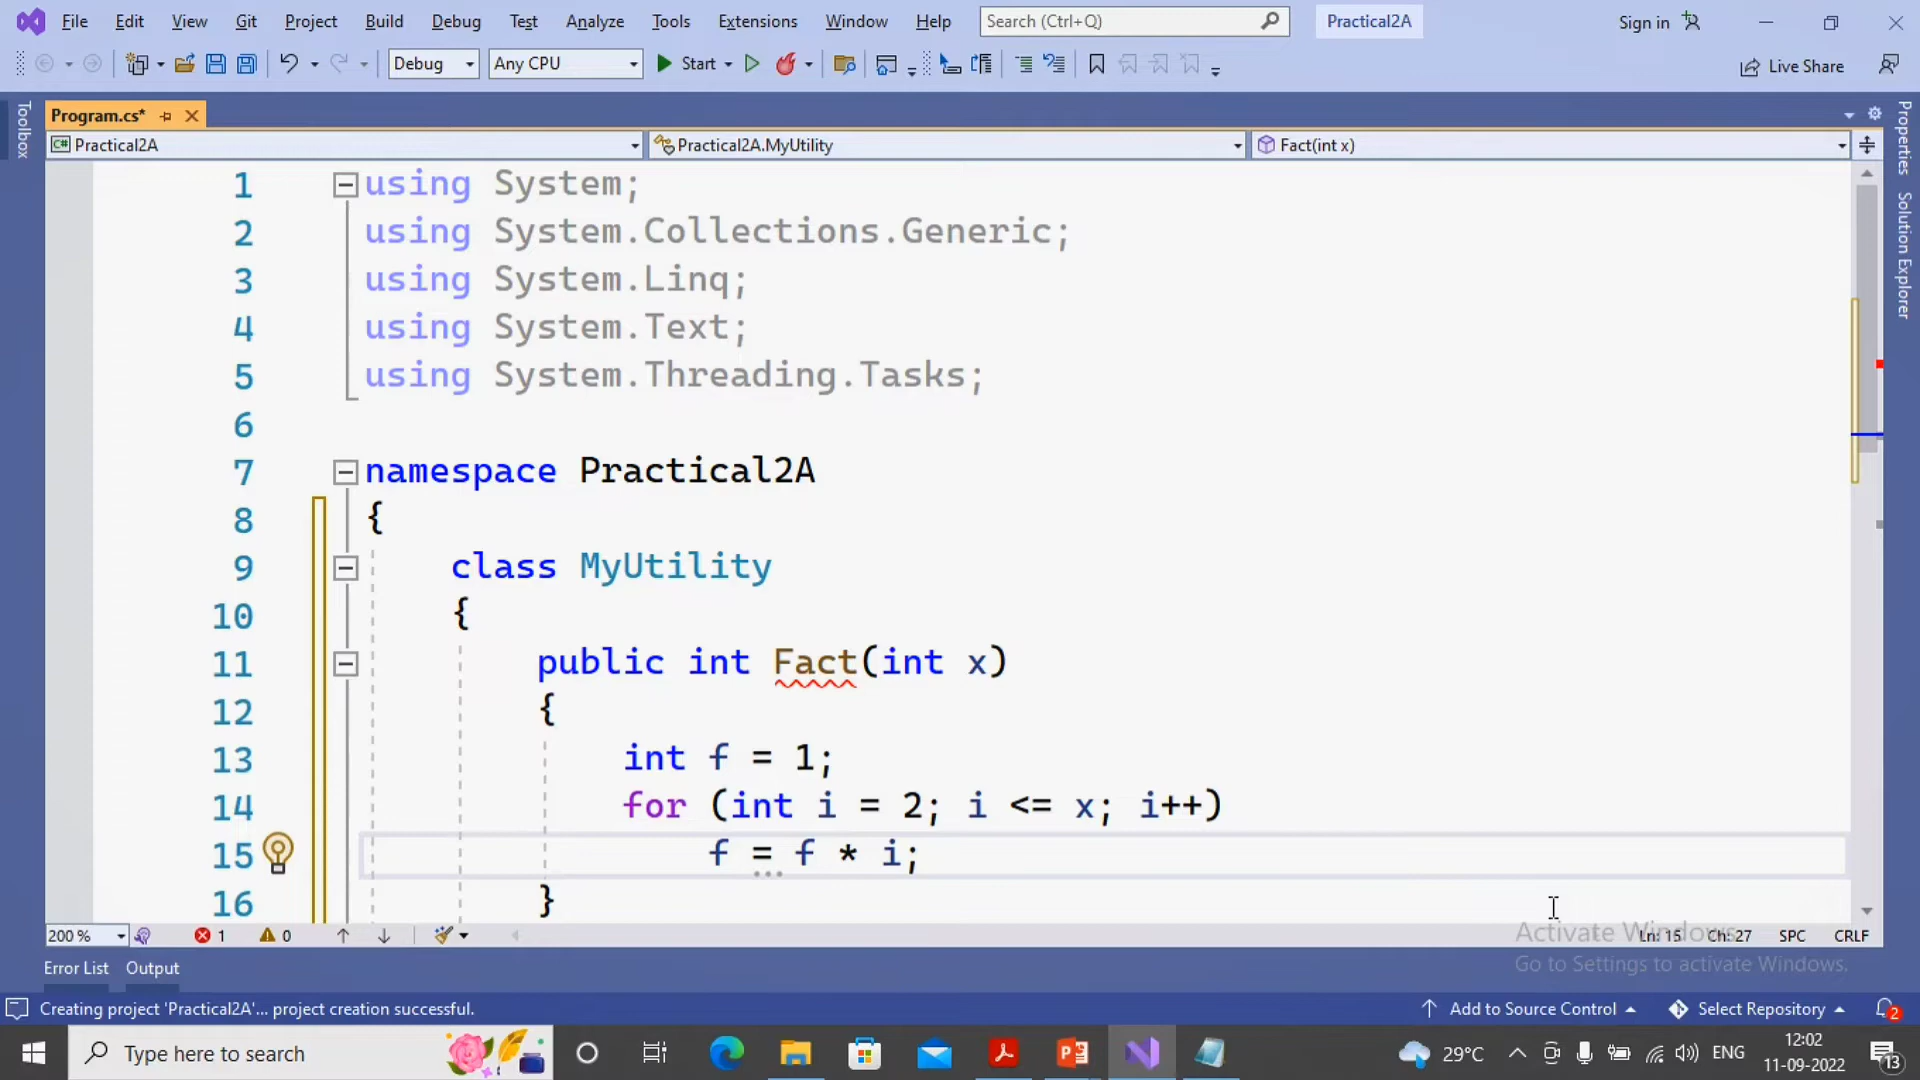 File Edit View Git Project Build Debug Test Analyze Tools Extensions Window Help Search (Ctrl+Q) Practical2A Sign in
Debug Any CPU Start Live Share
Toolbox
Program.cs*
Practical2A Practical2A.MyUtility Fact(int x)
Properties
Solution Explorer
1 using System;
2 using System.Collections.Generic;
3 using System.Linq;
4 using System.Text;
5 using System.Threading.Tasks;
6
7 namespace Practical2A
8 {
9 class MyUtility
10 {
11 public int Fact(int x)
12 {
13 int f = 1;
14 for (int i = 2; i <= x; i++)
15 f = f * i;
16 }
200 % 1 0 Ln: 15 Ch: 27 SPC CRLF
Activate Windows
Go to Settings to activate Windows.
Error List Output
Creating project 'Practical2A'... project creation successful. Add to Source Control Select Repository 2
Type here to search 29°C ENG 12:02
11-09-2022 13